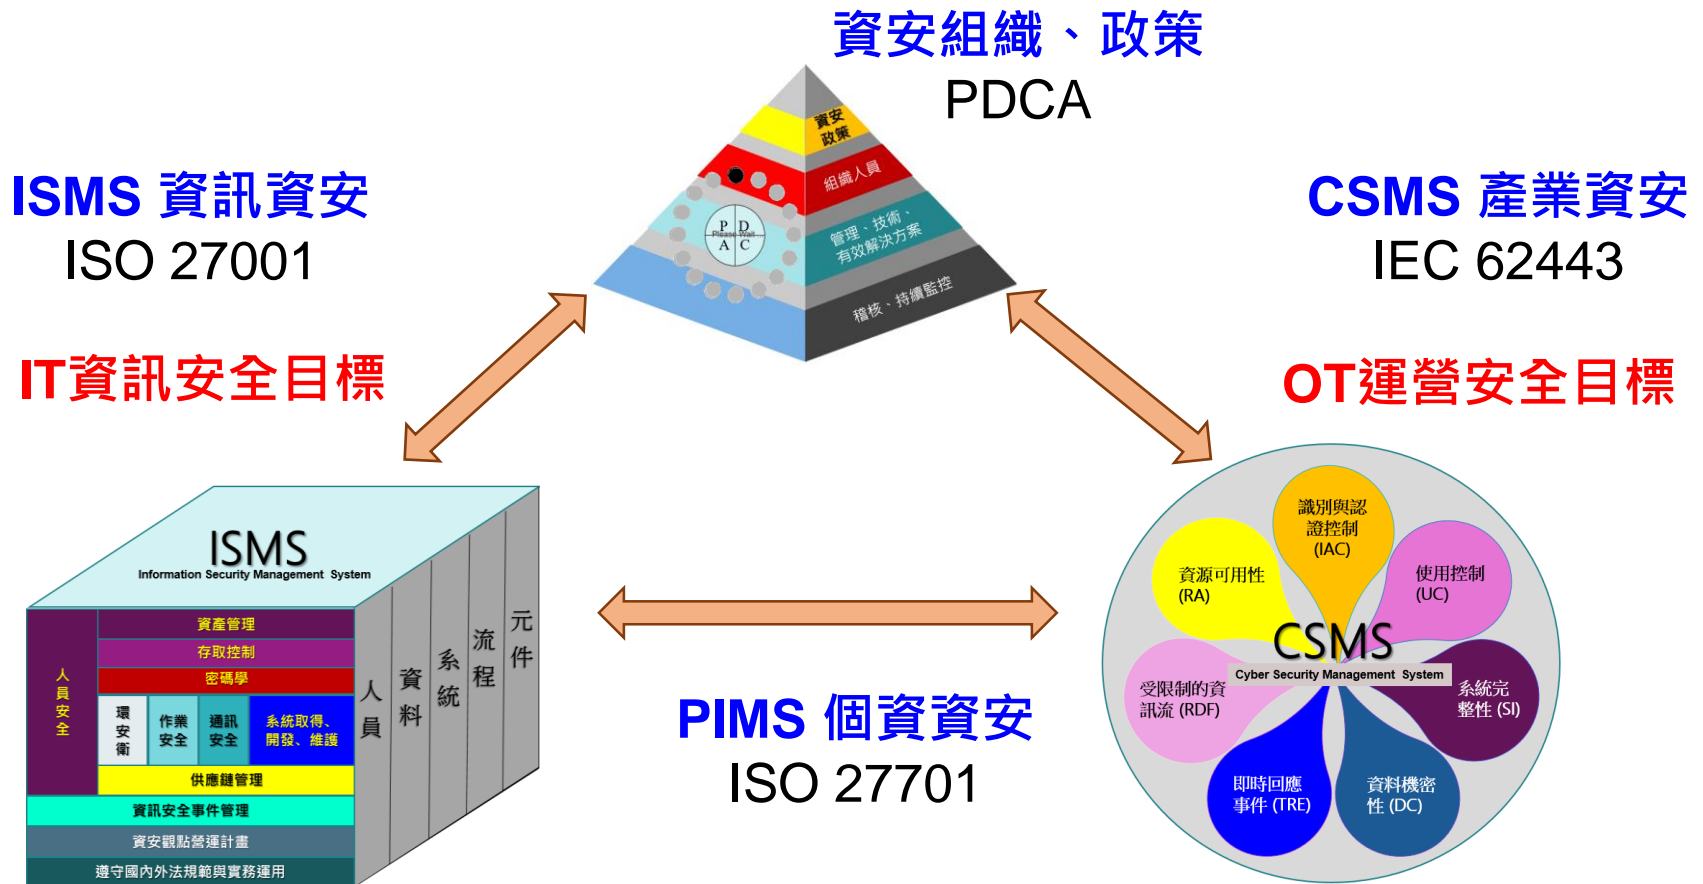 資安組織、政策
PDCA
資安
政策
組織人員
管理、技術、
有效解決方案
稽核、持續監控
P D
Please Wait
A C
ISMS 資訊資安
ISO 27001
IT資訊安全目標
CSMS 產業資安
IEC 62443
OT運營安全目標
ISMS
Information Security Management System
人員安全
資產管理
存取控制
密碼學
環安衛
作業
安全
通訊
安全
系統取得、
開發、維護
供應鏈管理
資訊安全事件管理
資安觀點營運計畫
遵守國內外法規範與實務運用
人員
資料
系統
流程
元件
PIMS 個資資安
ISO 27701
識別與認
證控制
(IAC)
使用控制
(UC)
系統完
整性 (SI)
資料機密
性 (DC)
即時回應
事件 (TRE)
受限制的資
訊流 (RDF)
資源可用性
(RA)
CSMS
Cyber Security Management System